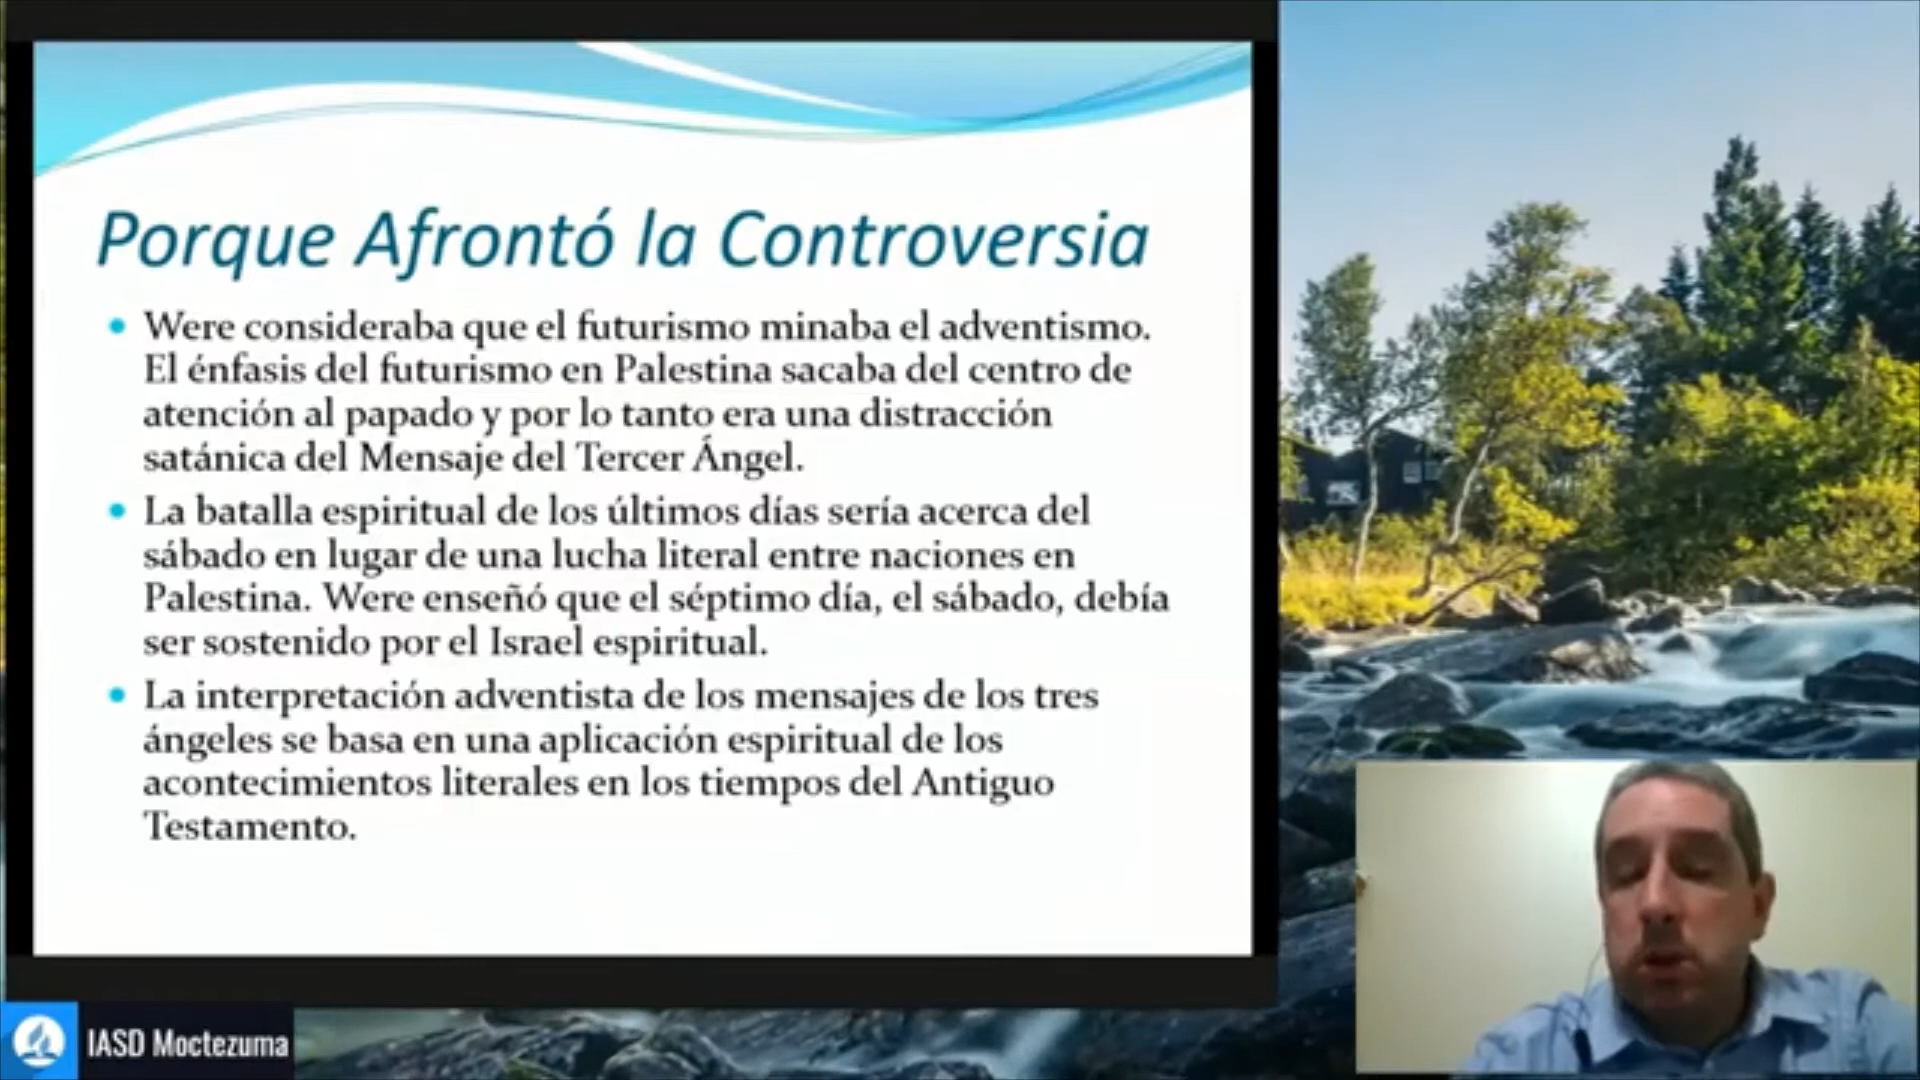 Porque Afrontó la Controversia
Were consideraba que el futurismo minaba el adventismo.
El énfasis del futurismo en Palestina sacaba del centro de
atención al papado y por lo tanto era una distracción
satánica del Mensaje del Tercer Ángel.
La batalla espiritual de los últimos días sería acerca del
sábado en lugar de una lucha literal entre naciones en
Palestina. Were enseñó que el séptimo día, el sábado, debía
ser sostenido por el Israel espiritual.
La interpretación adventista de los mensajes de los tres
ángeles se basa en una aplicación espiritual de los
acontecimientos literales en los tiempos del Antiguo
Testamento.
IASD Moctezuma